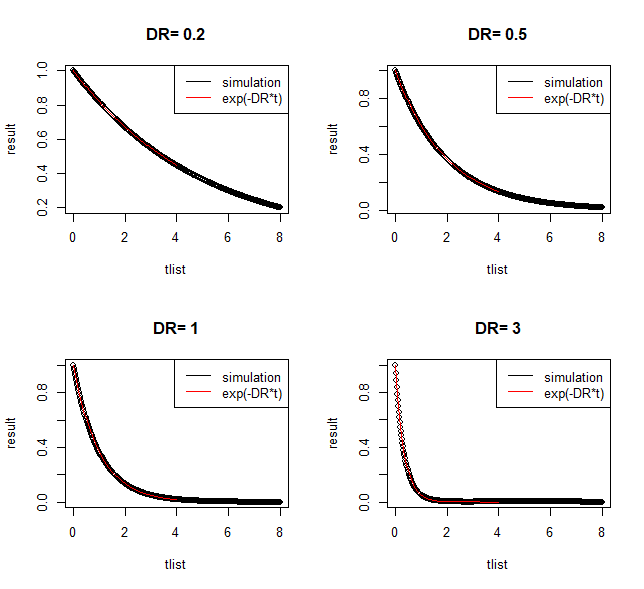 DR= 0.2
result
1.0
0.8
0.6
0.4
0.2
simulation
exp(-DR*t)
0 2 4 6 8
tlist
DR= 0.5
result
0.8
0.4
0.0
simulation
exp(-DR*t)
0 2 4 6 8
tlist
DR= 1
result
0.8
0.4
0.0
simulation
exp(-DR*t)
0 2 4 6 8
tlist
DR= 3
result
0.8
0.4
0.0
simulation
exp(-DR*t)
0 2 4 6 8
tlist